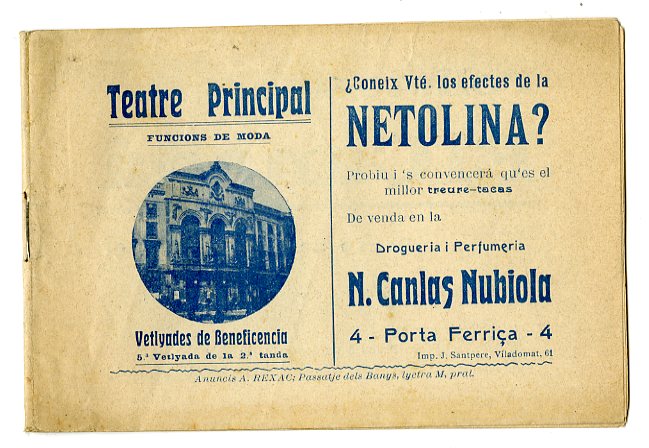 Teatre Principal
FUNCIONS DE MODA
Vetlyades de Beneficencia
5.ª Vetlyada de la 2.ª tanda
¿Coneix Vté. los efectes de la
NETOLINA?
Probiu i 's convencerá qu'es el
millor treure-tacas
De venda en la
Drogueria i Perfumeria
N. Canlas Nubiola
4 - Porta Ferriça - 4
Imp. J. Santpere, Viladomat, 61
Anuncis A. REXAC: Passatje dels Banys, lyetra M, pral.